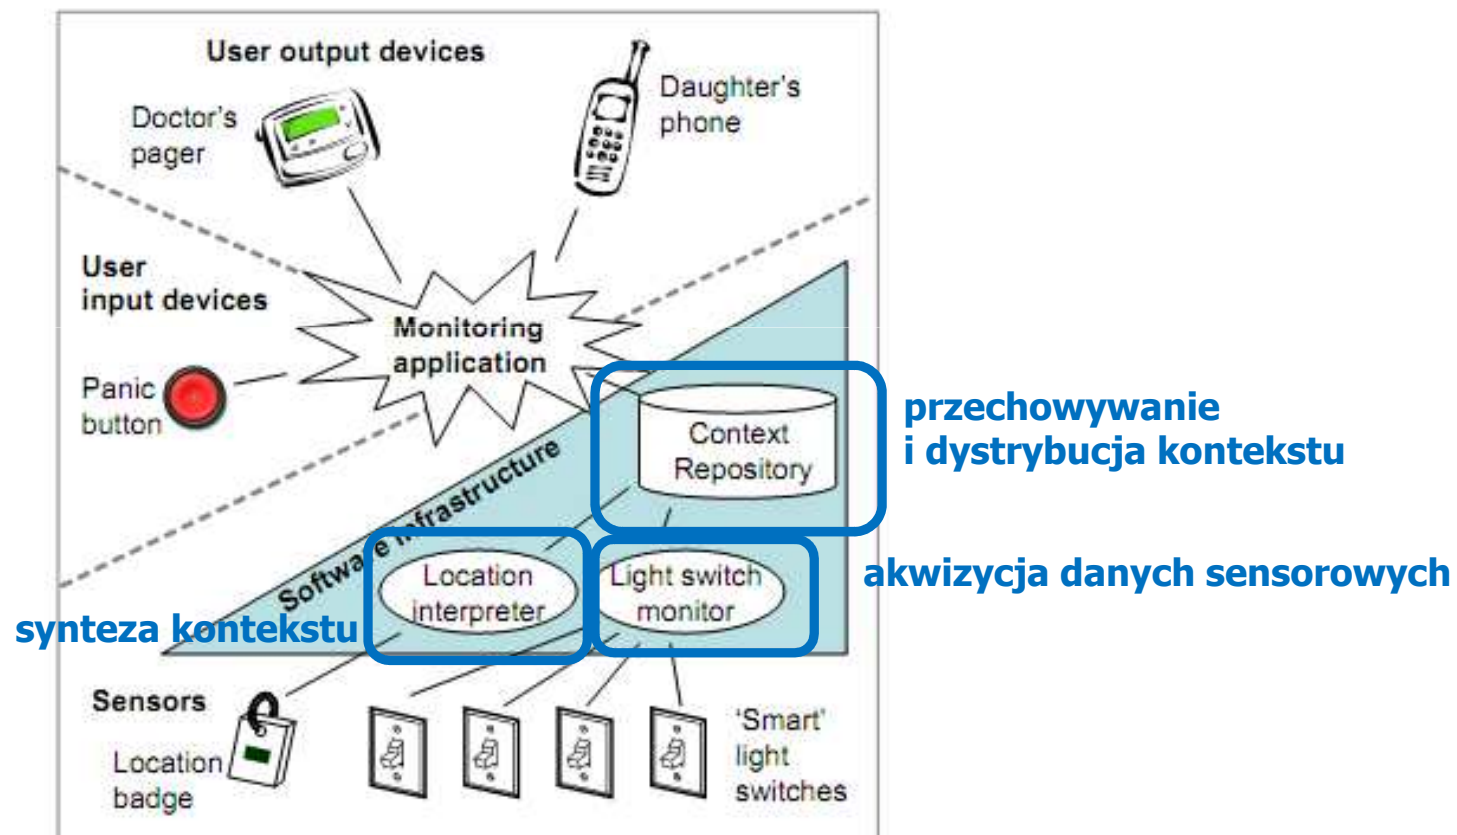 User output devices
Doctor's
pager
Daughter's
phone
User
input devices
Monitoring
application
Panic
button
Context
Repository
przechowywanie
i dystrybucja kontekstu
Software infrastructure
Location
interpreter
Light switch
monitor
akwizycja danych sensorowych
synteza kontekstu
Sensors
Location
badge
'Smart'
light
switches